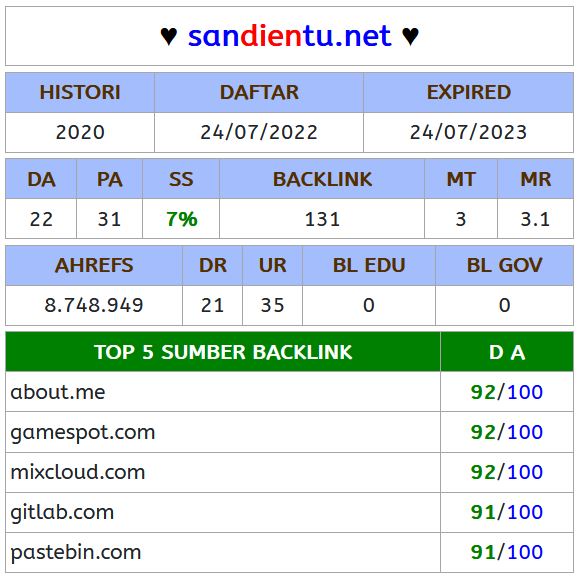 ♥ sandientu.net ♥
HISTORI DAFTAR EXPIRED
2020 24/07/2022 24/07/2023
DA PA SS BACKLINK MT MR
22 31 7% 131 3 3.1
AHREFS DR UR BL EDU BL GOV
8.748.949 21 35 0 0
TOP 5 SUMBER BACKLINK D A
about.me 92/100
gamespot.com 92/100
mixcloud.com 92/100
gitlab.com 91/100
pastebin.com 91/100